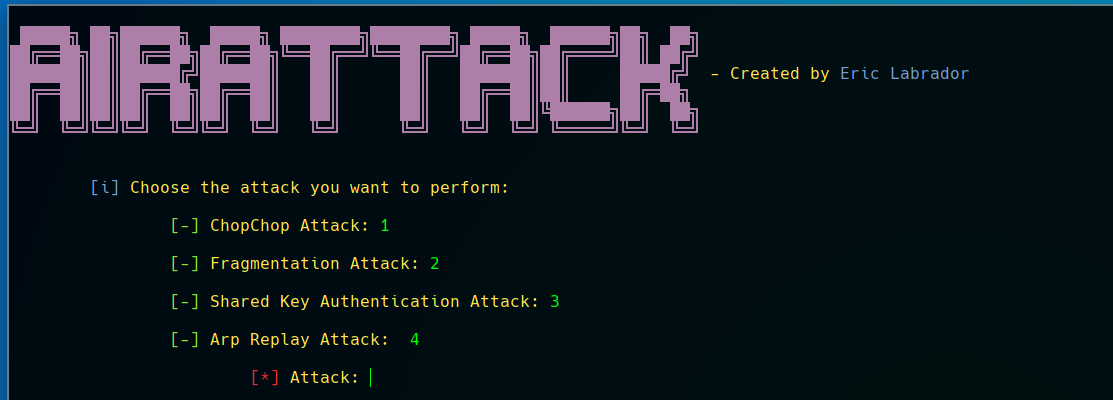 AIRATTACK - Created by Eric Labrador
[i] Choose the attack you want to perform:
[-] ChopChop Attack: 1
[-] Fragmentation Attack: 2
[-] Shared Key Authentication Attack: 3
[-] Arp Replay Attack:  4
[*] Attack: